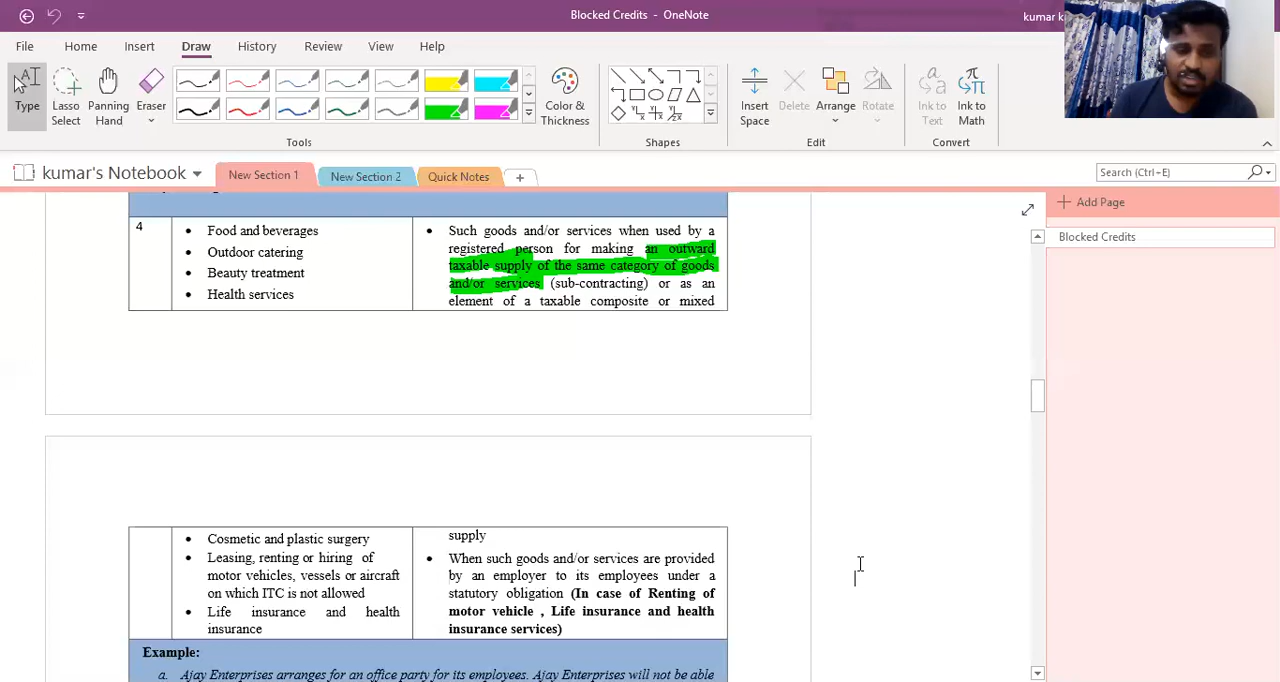 Blocked Credits - OneNote
kumar k
File Home Insert Draw History Review View Help
Type
Lasso Select
Panning Hand
Eraser
Color & Thickness
Insert Space
Delete
Arrange
Rotate
Ink to Text
Ink to Math
Tools
Shapes
Edit
Convert
kumar's Notebook
New Section 1
New Section 2
Quick Notes
Search (Ctrl+E)
Add Page
Blocked Credits
4
• Food and beverages
• Outdoor catering
• Beauty treatment
• Health services
• Such goods and/or services when used by a
registered person for making an outward
taxable supply of the same category of goods
and/or services (sub-contracting) or as an
element of a taxable composite or mixed
• Cosmetic and plastic surgery
• Leasing, renting or hiring of
motor vehicles, vessels or aircraft
on which ITC is not allowed
• Life insurance and health
insurance
supply
• When such goods and/or services are provided
by an employer to its employees under a
statutory obligation (In case of Renting of
motor vehicle , Life insurance and health
insurance services)
Example:
a. Ajay Enterprises arranges for an office party for its employees. Ajay Enterprises will not be able